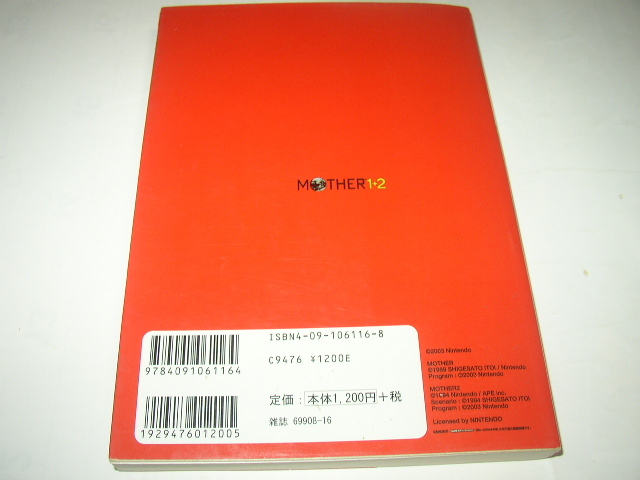 MOTHER1+2
ISBN4-09-106116-8
C9476 ¥1200E
定価：本体1,200円＋税
雑誌 69908-16
9784091061164
1929476012005
©2003 Nintendo
MOTHER
©1989 SHIGESATO ITOI / Nintendo
Program : ©2003 Nintendo
MOTHER2
©1994 Nintendo / APE inc.
Scenario : ©1994 SHIGESATO ITOI
Program : ©2003 Nintendo
Licensed by NINTENDO